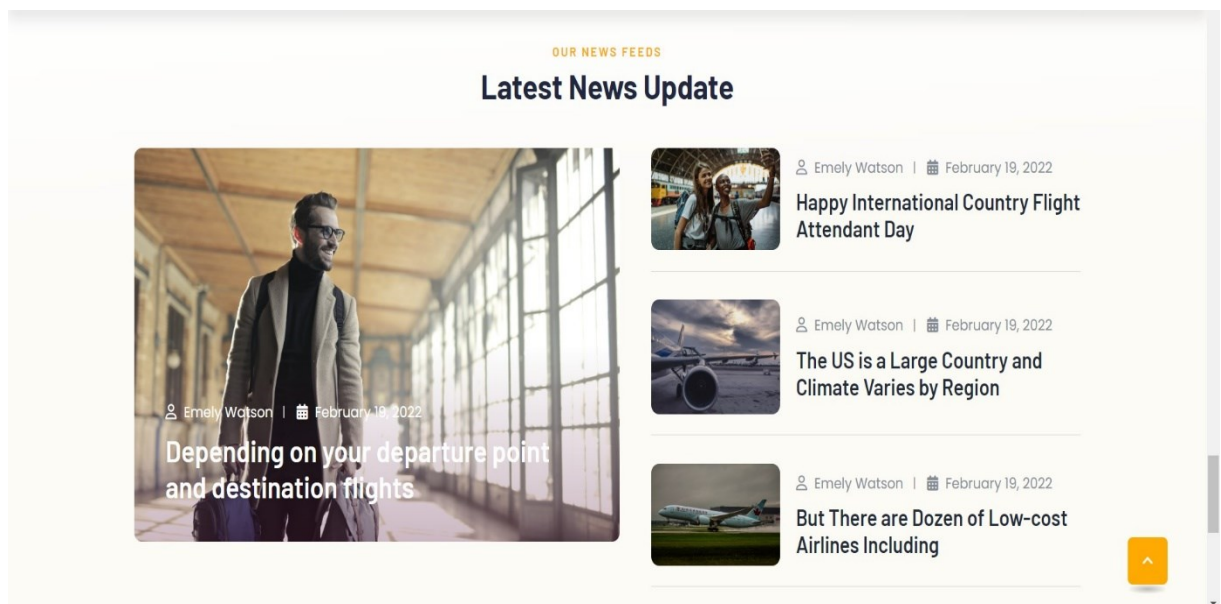 OUR NEWS FEEDS
Latest News Update
Emely Watson | February 19, 2022
Depending on your departure point
and destination flights
Emely Watson | February 19, 2022
Happy International Country Flight
Attendant Day
Emely Watson | February 19, 2022
The US is a Large Country and
Climate Varies by Region
Emely Watson | February 19, 2022
But There are Dozen of Low-cost
Airlines Including